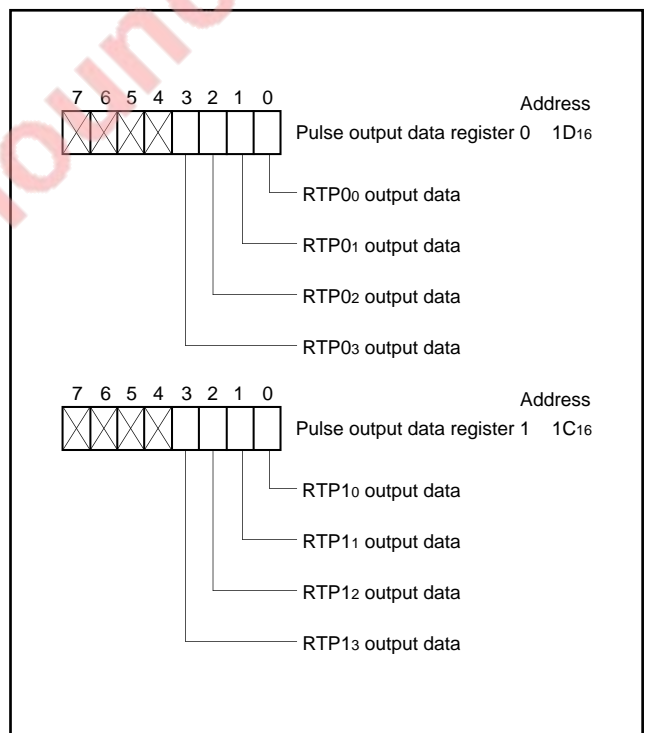 7 6 5 4 3 2 1 0
Address
Pulse output data register 0 1D16
RTP00 output data
RTP01 output data
RTP02 output data
RTP03 output data
7 6 5 4 3 2 1 0
Address
Pulse output data register 1 1C16
RTP10 output data
RTP11 output data
RTP12 output data
RTP13 output data